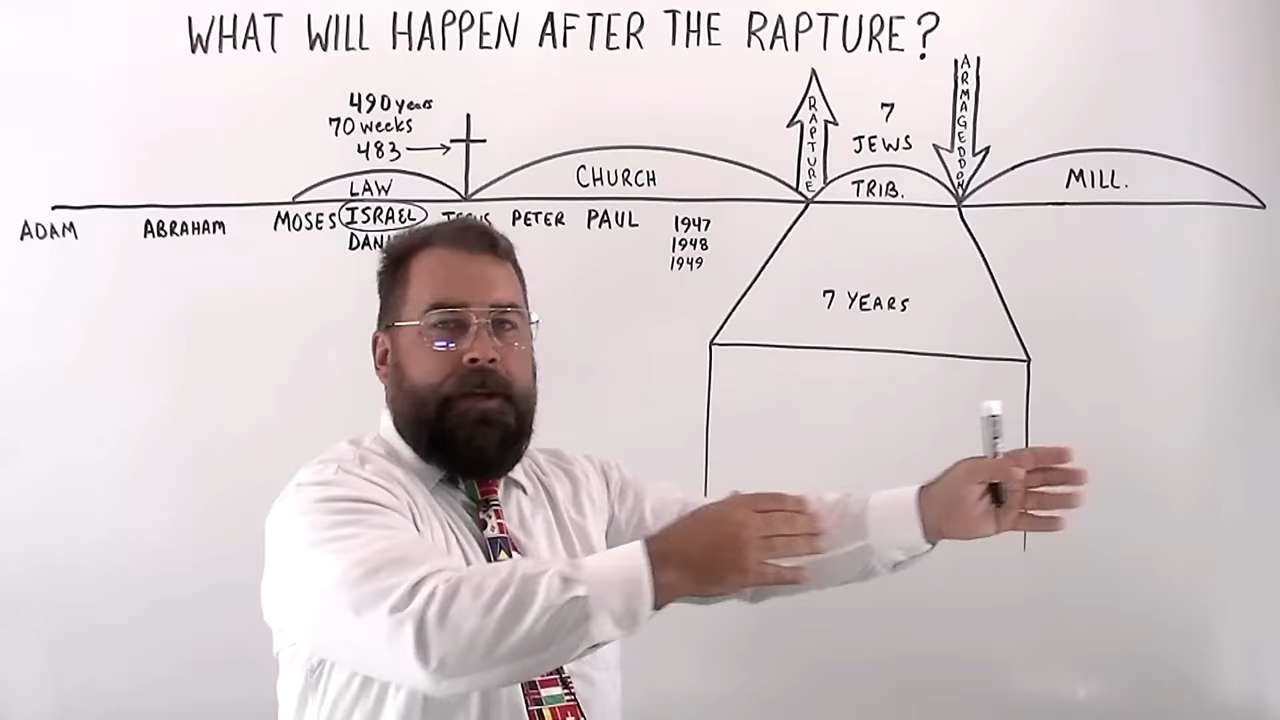 WHAT WILL HAPPEN AFTER THE RAPTURE?
490 years
70 weeks
483
LAW
CHURCH
RAPTURE
7
JEWS
TRIB.
ARMAGEDDON
MILL.
ADAM
ABRAHAM
MOSES
ISRAEL
PETER
PAUL
1947
1948
1949
7 YEARS